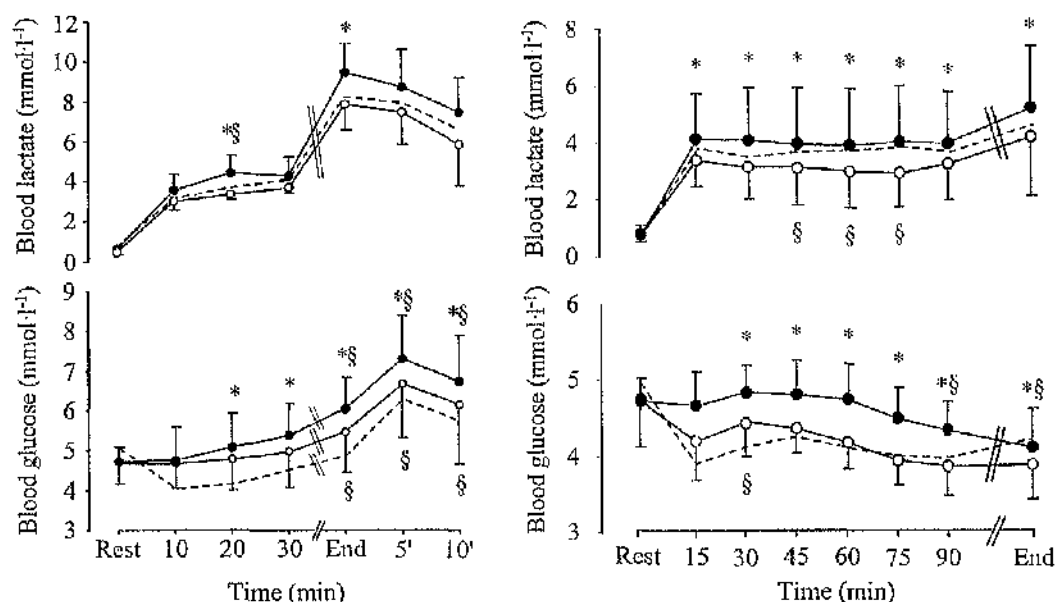 Blood lactate (mmol·l⁻¹)
12
10
8
6
4
2
0
*§
*
Blood lactate (mmol·l⁻¹)
8
6
4
2
0
* * * * * * *
§ § §
Blood glucose (mmol·l⁻¹)
9
8
7
6
5
4
3
* * *§ *§ *§
§ § §
Rest 10 20 30 End 5' 10'
Time (min)
Blood glucose (mmol·l⁻¹)
6
5
4
3
* * * * *§ *§
§
Rest 15 30 45 60 75 90 End
Time (min)